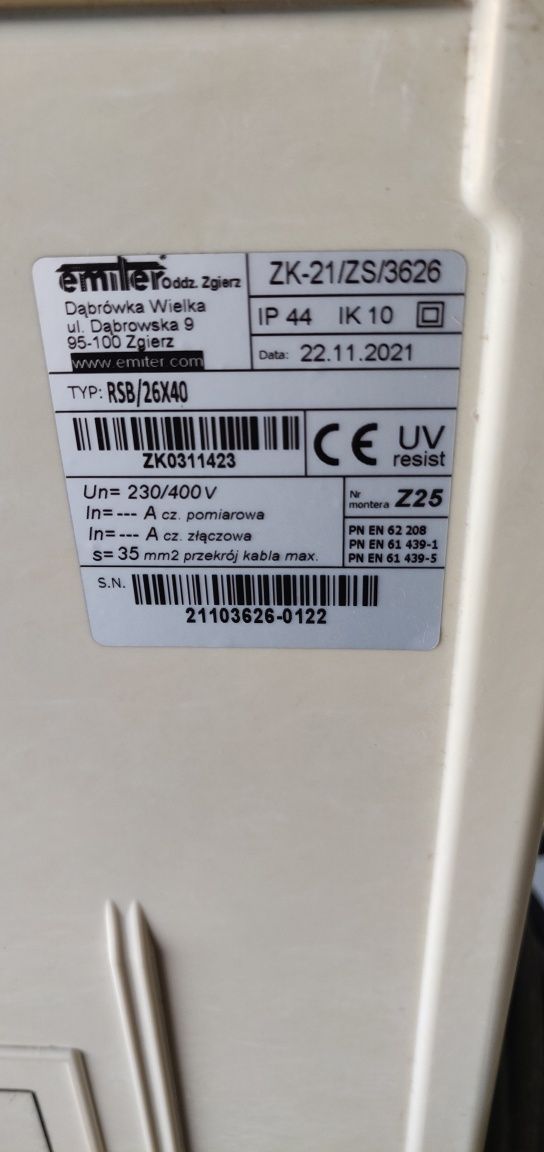 emiter Oddz. Zgierz
Dąbrówka Wielka
ul. Dąbrowska 9
95-100 Zgierz
www.emiter.com
ZK-21/ZS/3626
IP 44 IK 10
Data: 22.11.2021
TYP: RSB/26X40
ZK0311423
CE UV
resist
Un= 230/400 V
In= --- A cz. pomiarowa
In= --- A cz. złączowa
s= 35 mm2 przekrój kabla max.
Nr
montera Z25
PN EN 62 208
PN EN 61 439-1
PN EN 61 439-5
S.N.
21103626-0122